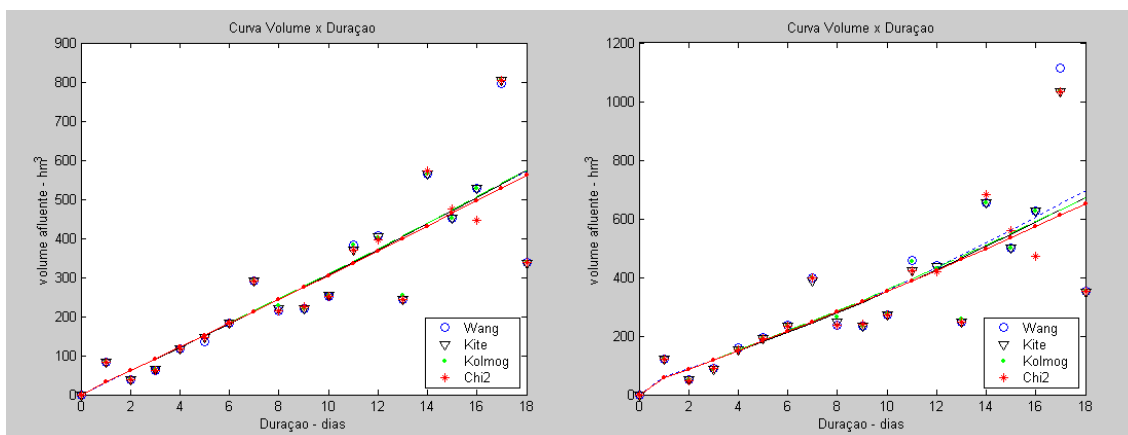 Curva Volume x Duraçao
900
800
700
600
500
400
300
200
100
0
volume afluente - hm³
0 2 4 6 8 10 12 14 16 18
Duraçao - dias
Wang
Kite
Kolmog
Chi2
Curva Volume x Duraçao
1200
1000
800
600
400
200
0
volume afluente - hm³
0 2 4 6 8 10 12 14 16 18
Duraçao - dias
Wang
Kite
Kolmog
Chi2